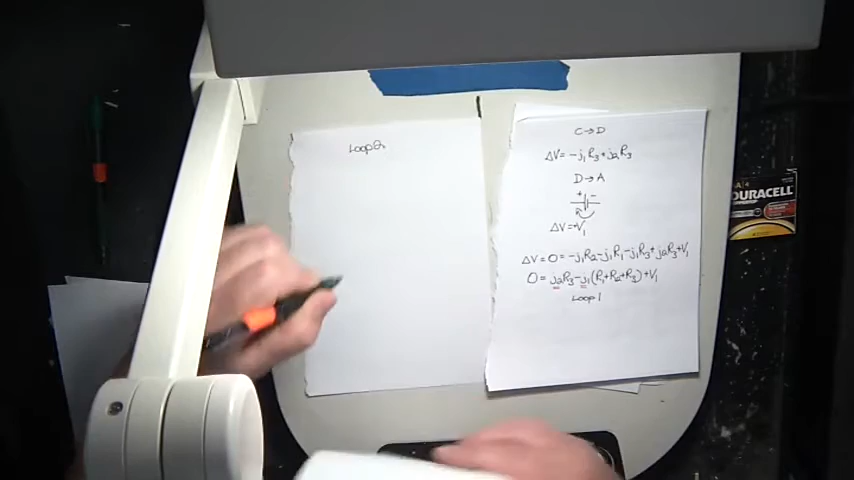 Loop 2
C→D
ΔV = -j₁R₃+j₂R₃
D→A
+ -
ΔV=+V₁
ΔV=0= -j₁R₂-j₁R₁-j₁R₃+j₂R₃+V₁
0= j₂R₃-j₁(R₁+R₂+R₃)+V₁
Loop 1
DURACELL